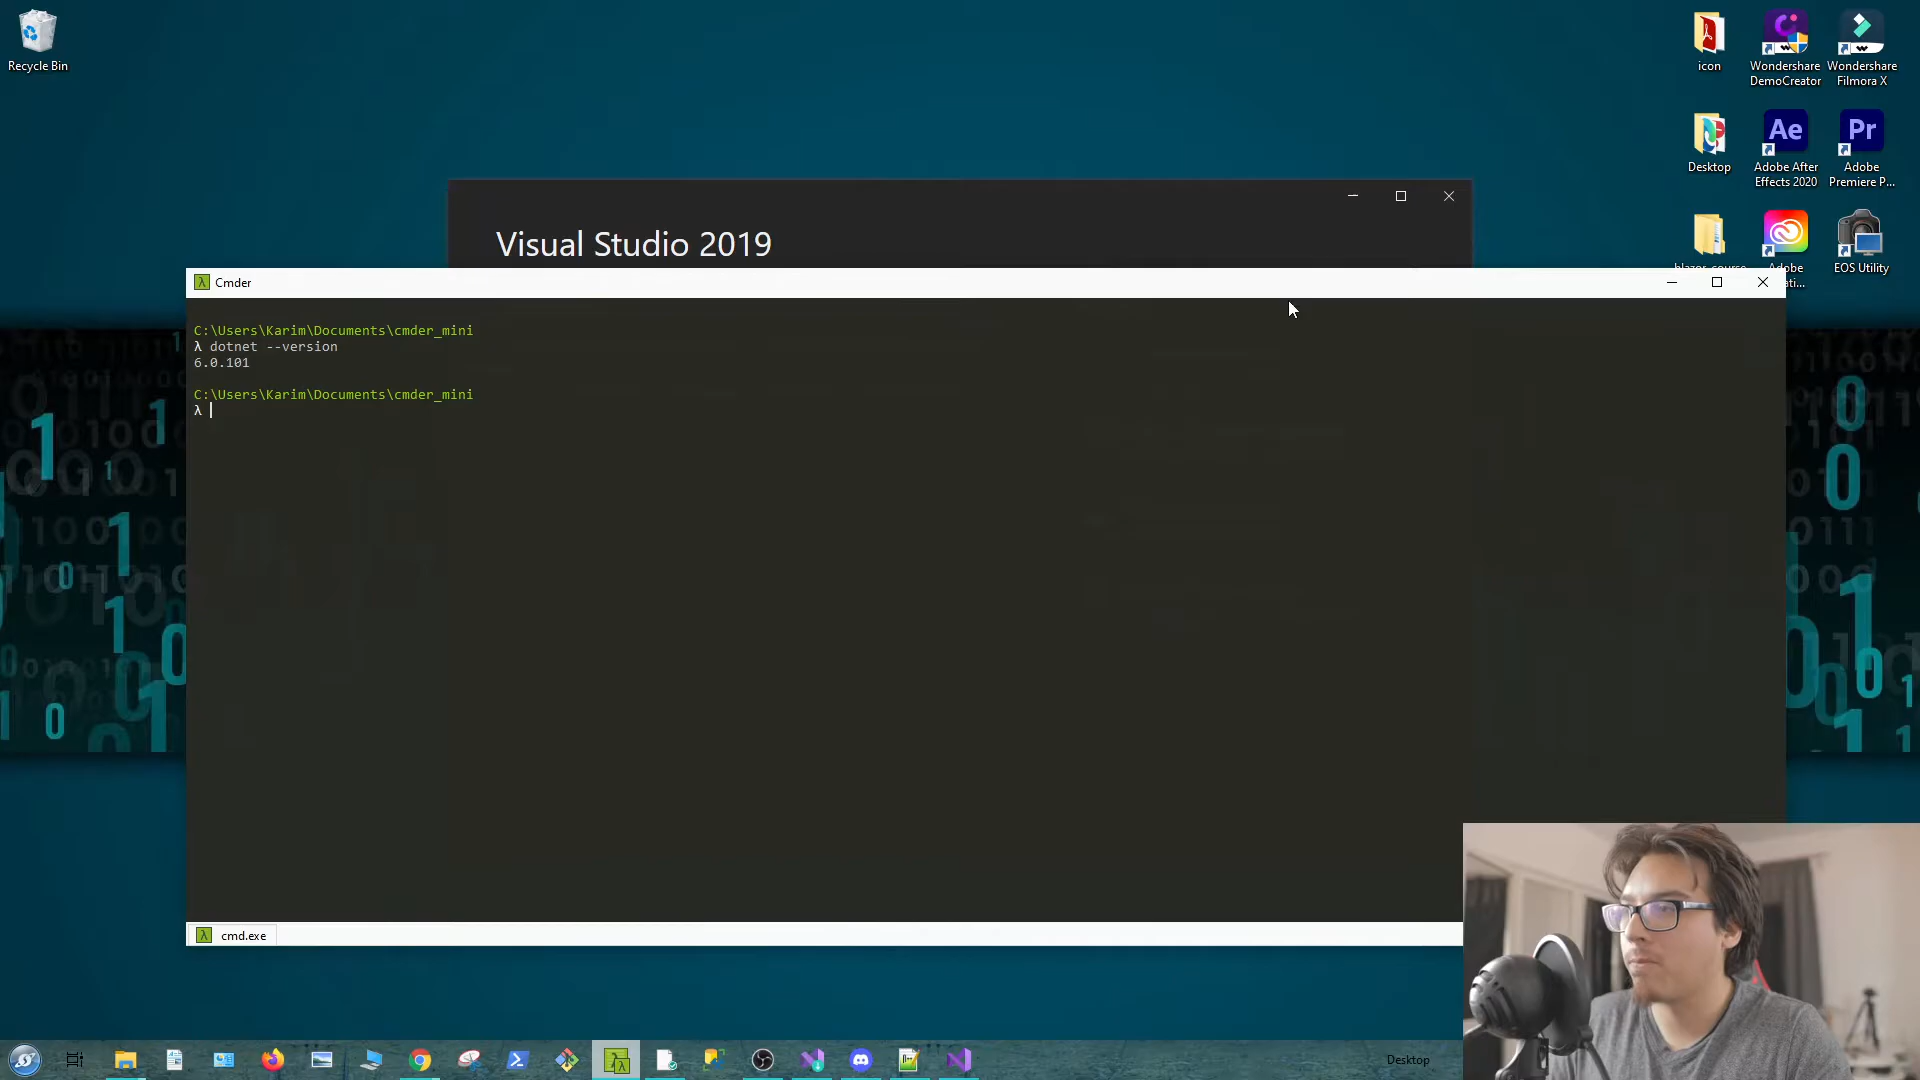 Recycle Bin
icon
Wondershare
DemoCreator
Wondershare
Filmora X
Desktop
Ae
Adobe After
Effects 2020
Pr
Adobe
Premiere P...
Adobe
EOS Utility
Visual Studio 2019
Cmder
C:\Users\Karim\Documents\cmder_mini
λ dotnet --version
6.0.101
C:\Users\Karim\Documents\cmder_mini
λ
cmd.exe
Desktop